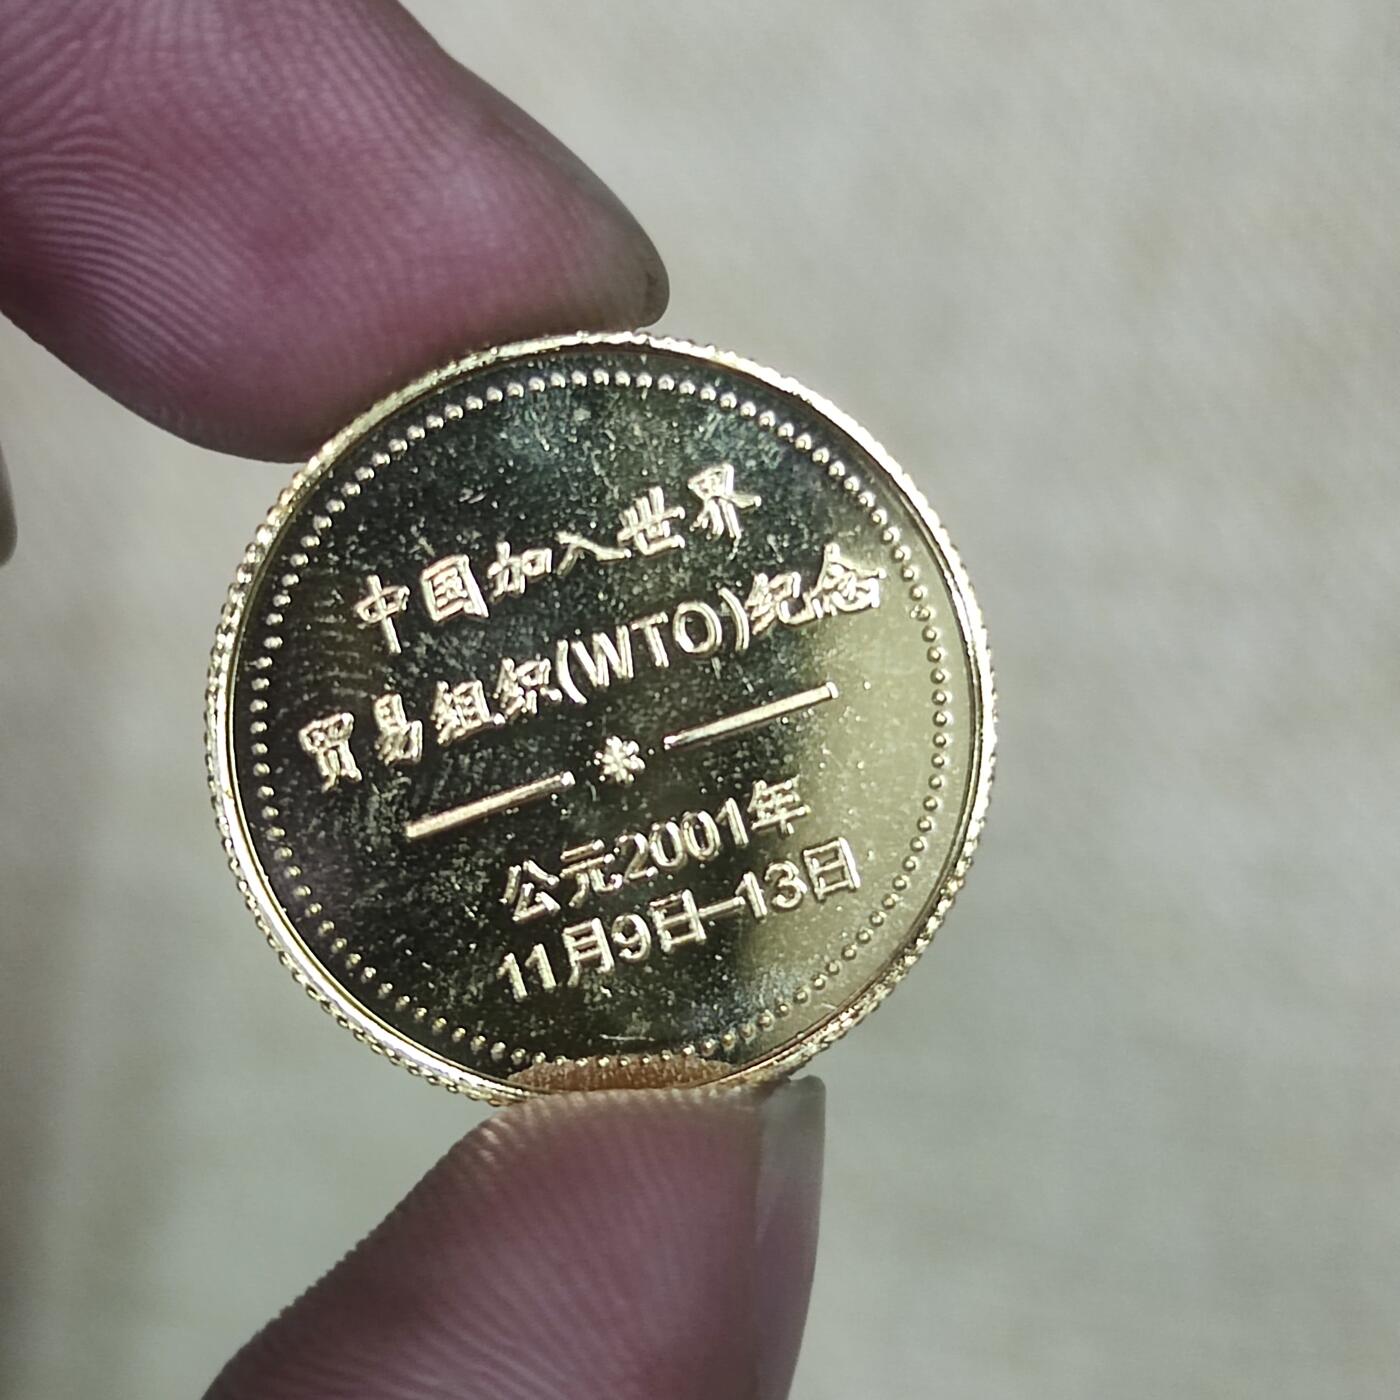 中国加入世界
贸易组织(WTO)纪念
公元2001年
11月9日-13日